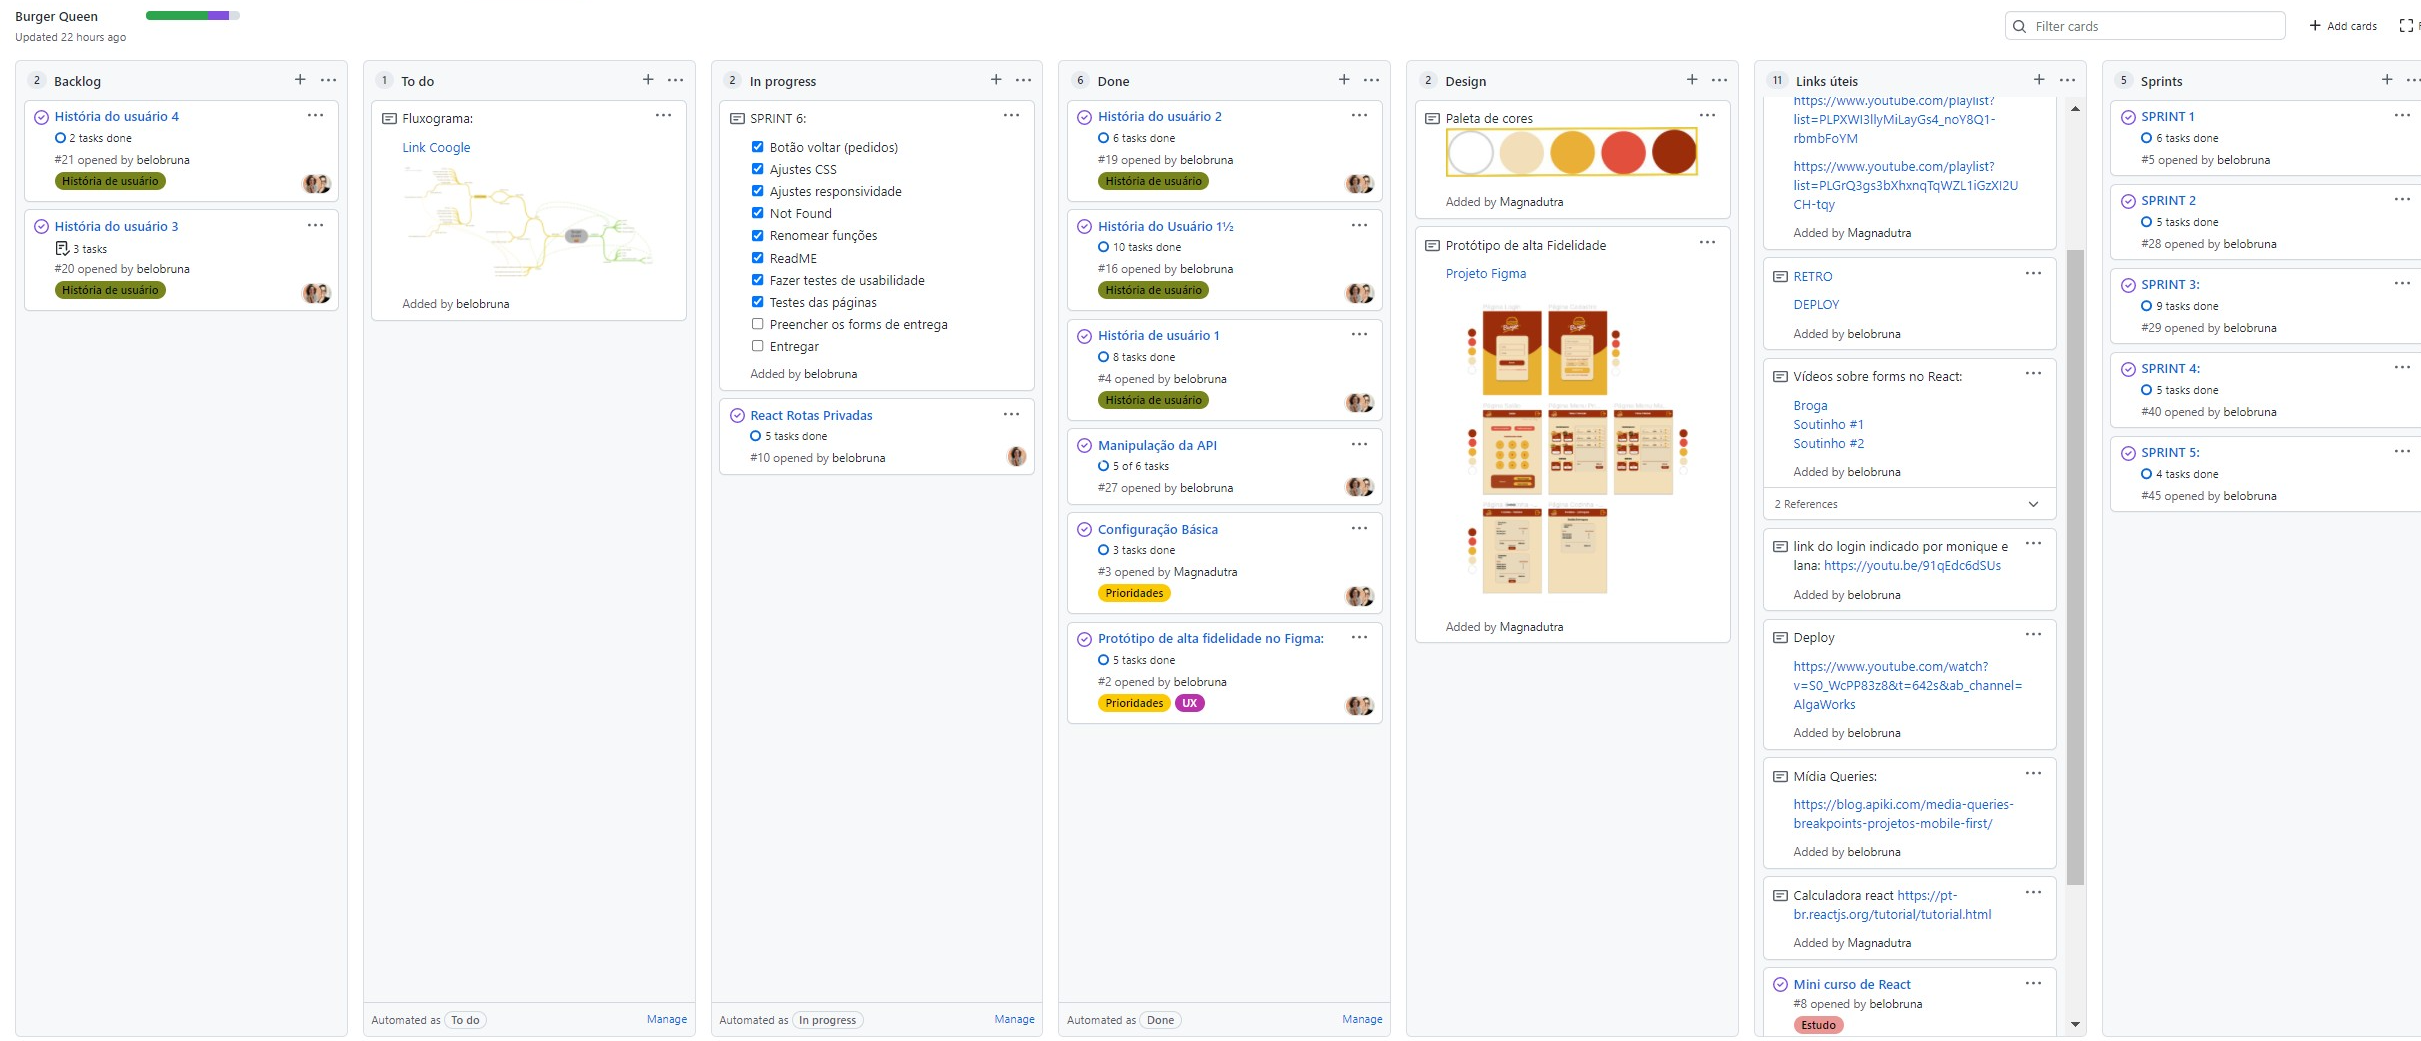 Burger Queen
Updated 22 hours ago
Filter cards
Add cards
2 Backlog
História do usuário 4
2 tasks done
#21 opened by belobruna
História de usuário
História do usuário 3
3 tasks
#20 opened by belobruna
História de usuário
1 To do
Fluxograma:
Link Coogle
Added by belobruna
Automated as To do
Manage
2 In progress
SPRINT 6:
Botão voltar (pedidos)
Ajustes CSS
Ajustes responsividade
Not Found
Renomear funções
ReadME
Fazer testes de usabilidade
Testes das páginas
Preencher os forms de entrega
Entregar
Added by belobruna
React Rotas Privadas
5 tasks done
#10 opened by belobruna
Automated as In progress
Manage
6 Done
História do usuário 2
6 tasks done
#19 opened by belobruna
História de usuário
História do Usuário 1½
10 tasks done
#16 opened by belobruna
História de usuário
História de usuário 1
8 tasks done
#4 opened by belobruna
História de usuário
Manipulação da API
5 of 6 tasks
#27 opened by belobruna
Configuração Básica
3 tasks done
#3 opened by Magnadutra
Prioridades
Protótipo de alta fidelidade no Figma:
5 tasks done
#2 opened by belobruna
Prioridades UX
Automated as Done
Manage
2 Design
Paleta de cores
Added by Magnadutra
Protótipo de alta Fidelidade
Projeto Figma
Added by Magnadutra
11 Links úteis
https://www.youtube.com/playlist?
list=PLPXWI3llyMiLayGs4_noY8Q1-
rbmbFoYM
https://www.youtube.com/playlist?
list=PLGrQ3gs3bXhxnqTqWZL1iGzXI2U
CH-tqy
Added by Magnadutra
RETRO
DEPLOY
Added by belobruna
Vídeos sobre forms no React:
Broga
Soutinho #1
Soutinho #2
Added by belobruna
2 References
link do login indicado por monique e
lana: https://youtu.be/91qEdc6dSUs
Added by belobruna
Deploy
https://www.youtube.com/watch?
v=S0_WcPP83z8&t=642s&ab_channel=
AlgaWorks
Added by belobruna
Mídia Queries:
https://blog.apiki.com/media-queries-
breakpoints-projetos-mobile-first/
Added by belobruna
Calculadora react https://pt-
br.reactjs.org/tutorial/tutorial.html
Added by Magnadutra
Mini curso de React
#8 opened by belobruna
Estudo
5 Sprints
SPRINT 1
6 tasks done
#5 opened by belobruna
SPRINT 2
5 tasks done
#28 opened by belobruna
SPRINT 3:
9 tasks done
#29 opened by belobruna
SPRINT 4:
5 tasks done
#40 opened by belobruna
SPRINT 5:
4 tasks done
#45 opened by belobruna